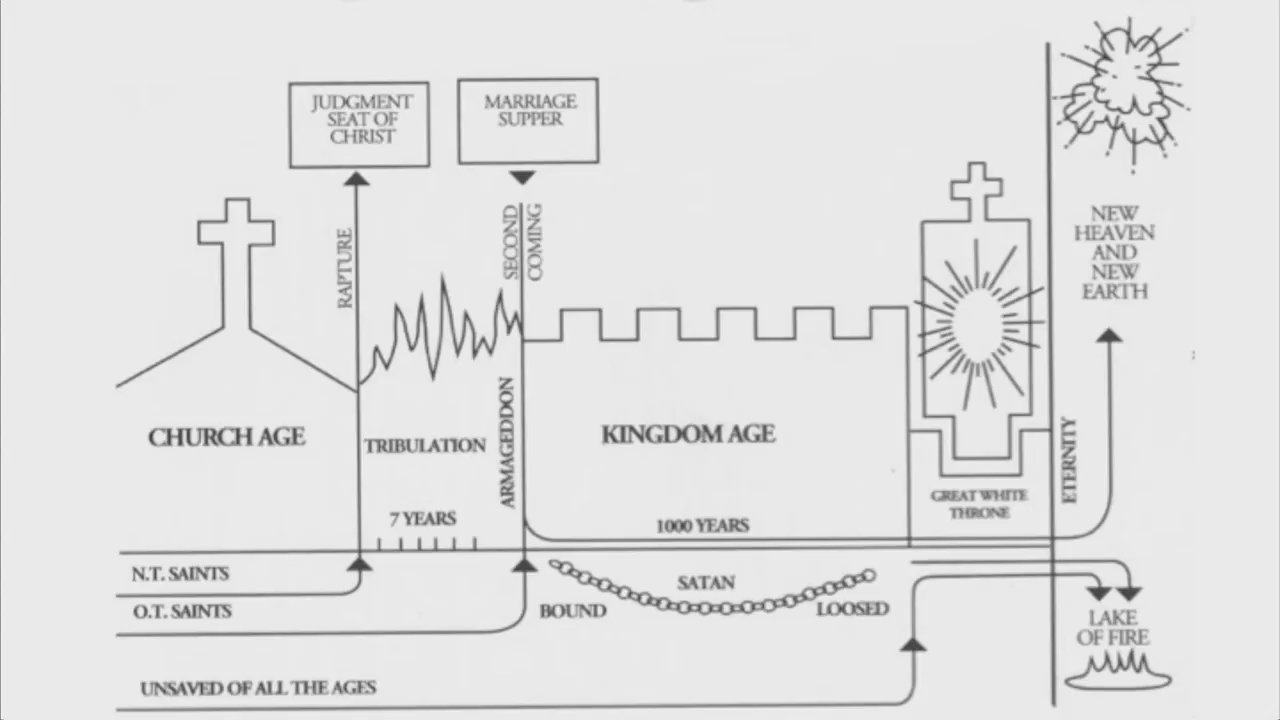 JUDGMENT
SEAT OF
CHRIST
MARRIAGE
SUPPER
RAPTURE
SECOND
COMING
NEW
HEAVEN
AND
NEW
EARTH
CHURCH AGE
TRIBULATION
ARMAGEDDON
KINGDOM AGE
ETERNITY
GREAT WHITE
THRONE
7 YEARS
1000 YEARS
N.T. SAINTS
O.T. SAINTS
SATAN
BOUND
LOOSED
LAKE
OF FIRE
UNSAVED OF ALL THE AGES